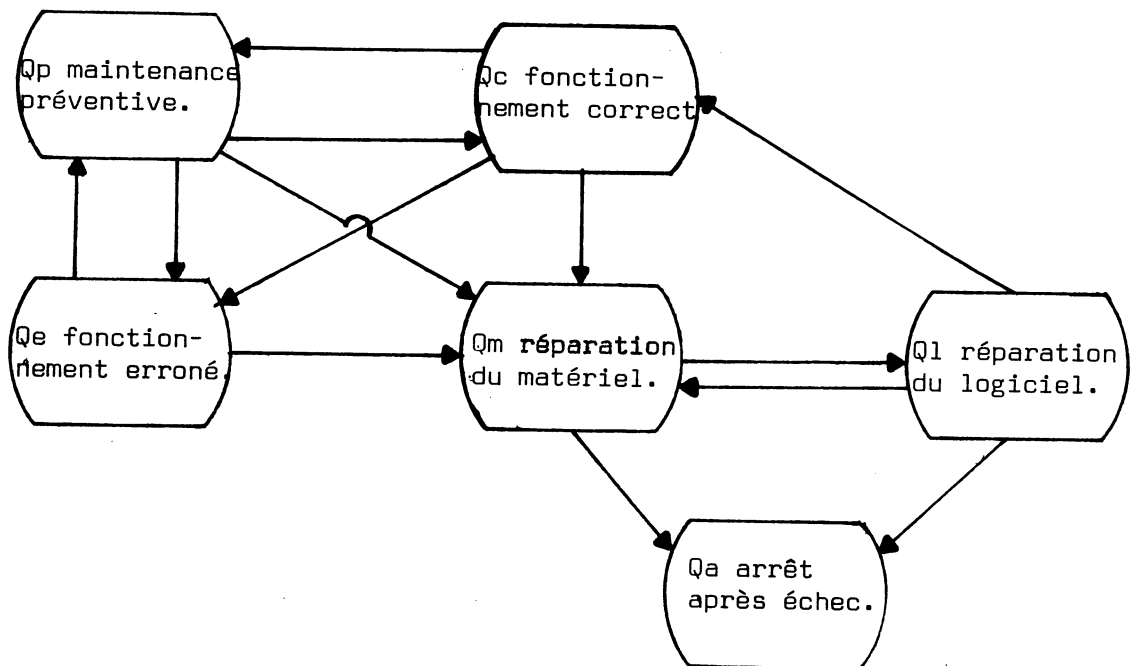 Qp maintenance
préventive.
Qc fonction-
nement correct
Qe fonction-
nement erroné.
Qm réparation
du matériel.
Ql réparation
du logiciel.
Qa arrêt
après échec.